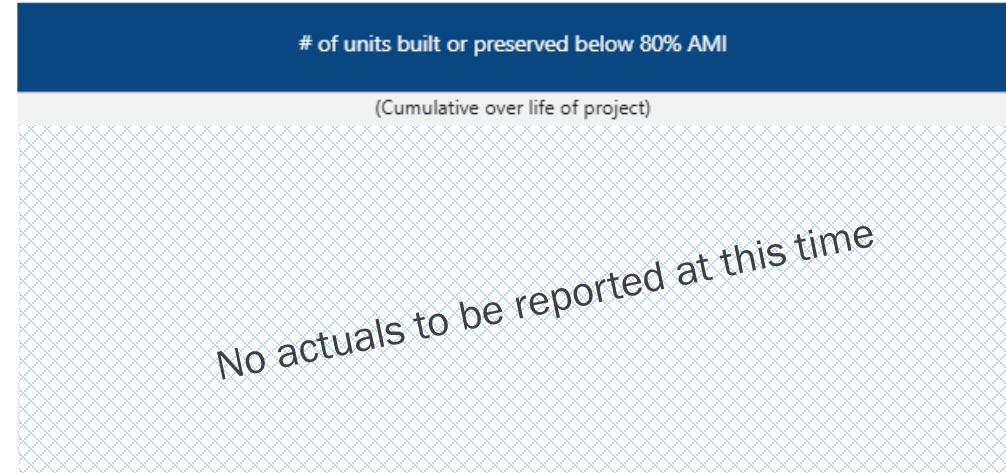 # of units built or preserved below 80% AMI
(Cumulative over life of project)
No actuals to be reported at this time